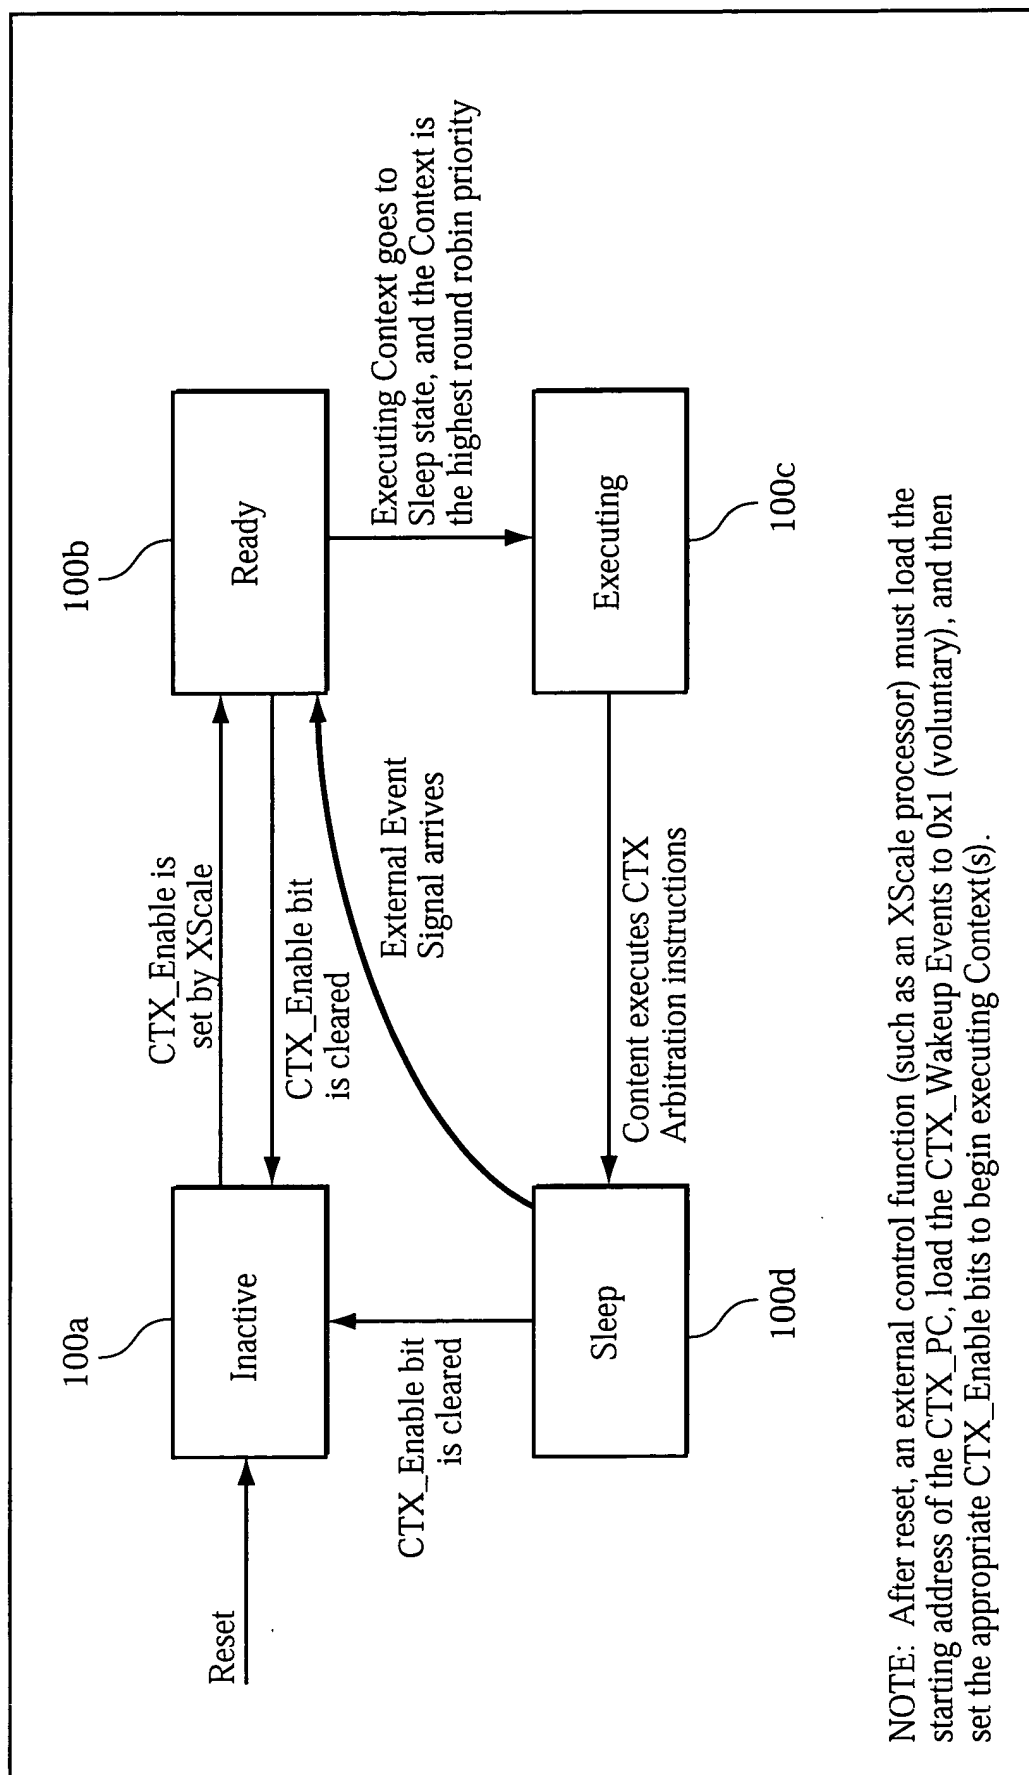 100a
100b
Reset
Inactive
CTX_Enable is
set by XScale
Ready
CTX_Enable bit
is cleared
CTX_Enable bit
is cleared
External Event
Signal arrives
Executing Context goes to
Sleep state, and the Context is
the highest round robin priority
Sleep
Content executes CTX
Arbitration instructions
Executing
100d
100c
NOTE: After reset, an external control function (such as an XScale processor) must load the
starting address of the CTX_PC, load the CTX_Wakeup Events to 0x1 (voluntary), and then
set the appropriate CTX_Enable bits to begin executing Context(s).